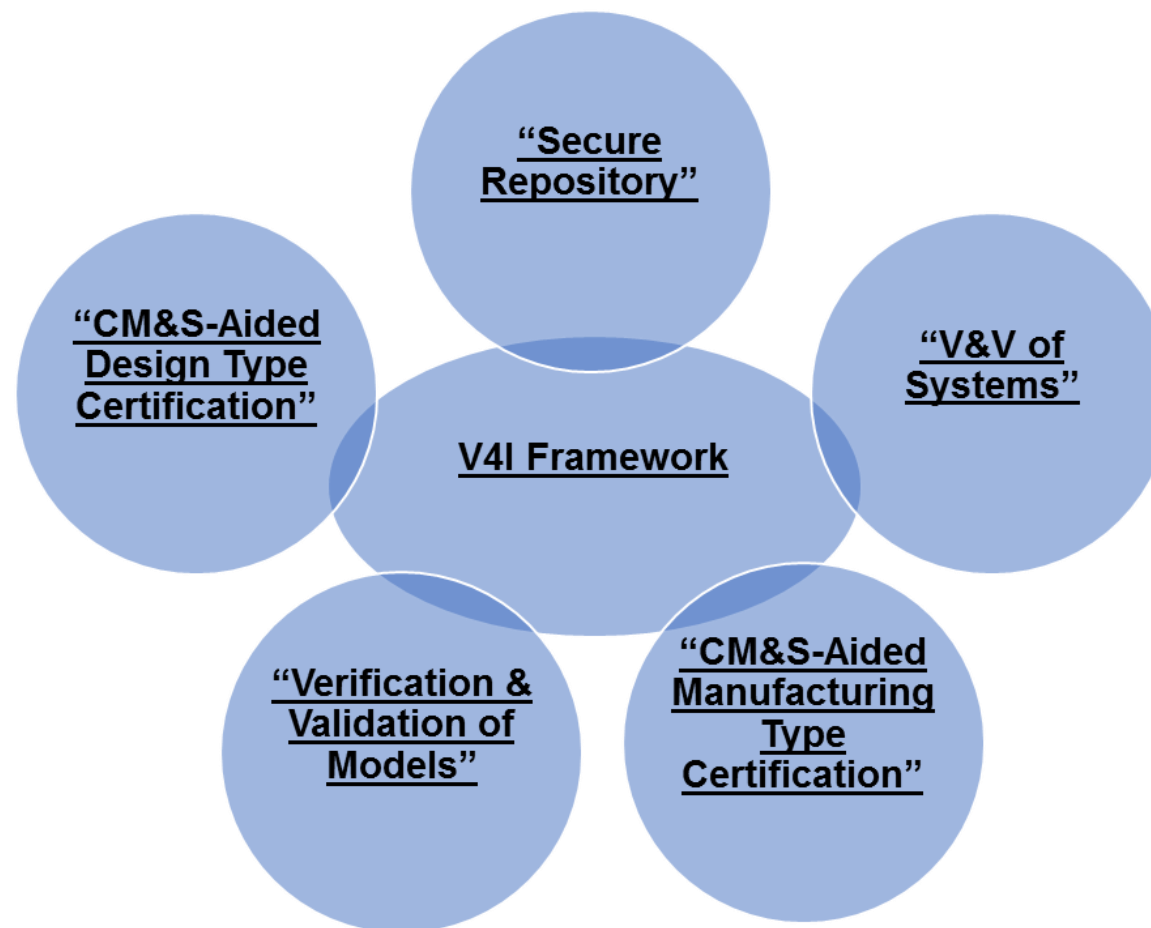 “Secure
Repository”
“CM&S-Aided
Design Type
Certification”
“V&V of
Systems”
V4I Framework
“Verification &
Validation of
Models”
“CM&S-Aided
Manufacturing
Type
Certification”